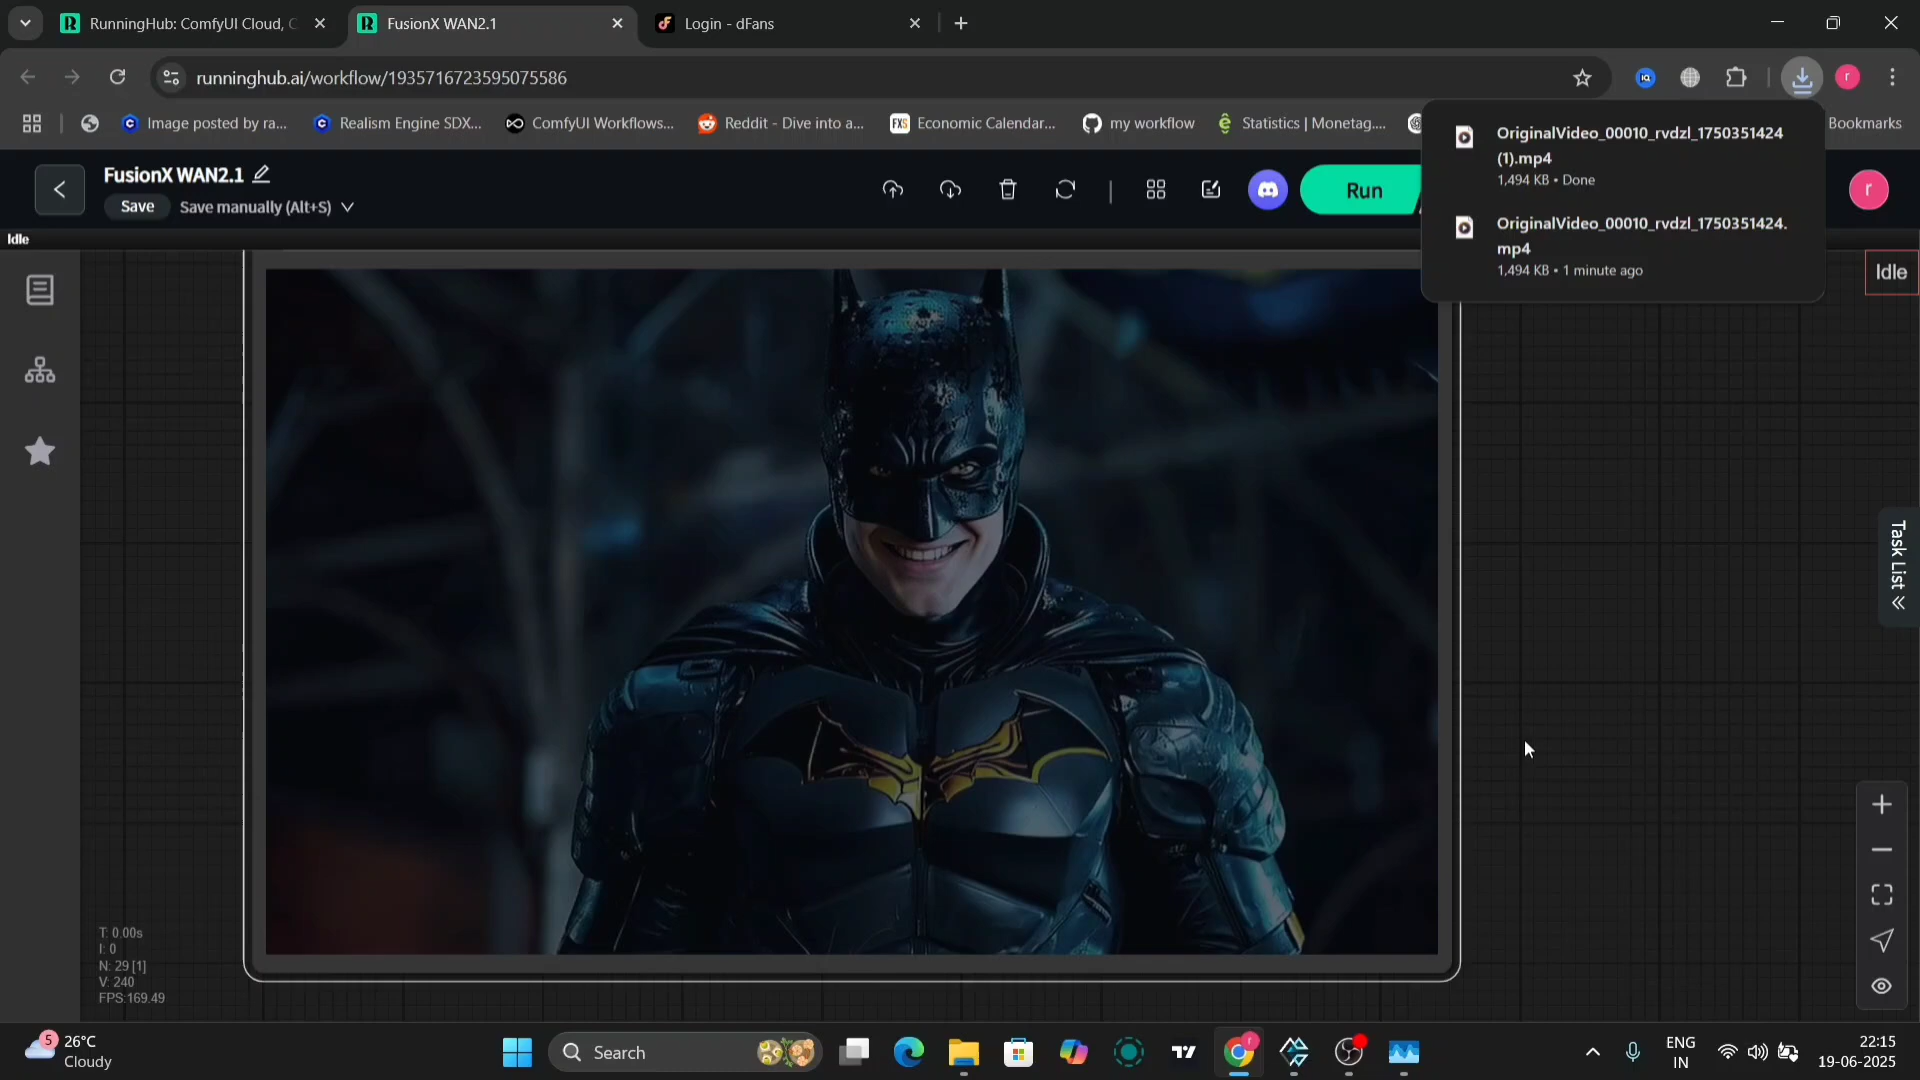 RunningHub: ComfyUI Cloud, C
FusionX WAN2.1
Login - dFans
runninghub.ai/workflow/1935716723595075586
Image posted by ra...
Realism Engine SDX...
ComfyUI Workflows...
Reddit - Dive into a...
FXS
Economic Calendar...
my workflow
Statistics | Monetag....
Bookmarks
OriginalVideo_00010_rvdzl_1750351424
(1).mp4
1,494 KB • Done
OriginalVideo_00010_rvdzl_1750351424.
mp4
1,494 KB • 1 minute ago
FusionX WAN2.1
Save
Save manually (Alt+S)
Run
r
r
Idle
Idle
Task List
T: 0.00s
I: 0
N: 29 [1]
V: 240
FPS:169.49
5
26°C
Cloudy
Search
ENG
IN
22:15
19-06-2025